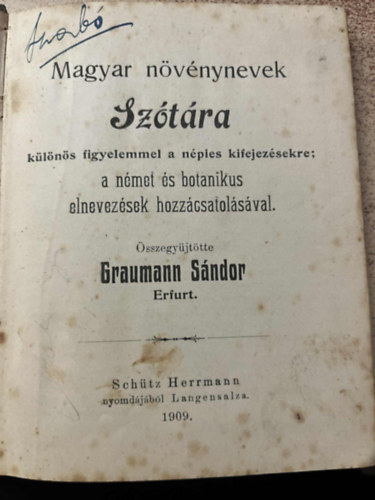 Szabó
Magyar növénynevek
Szótára
különös figyelemmel a népies kifejezésekre;
a német és botanikus
elnevezések hozzácsatolásával.
Összegyüjtötte
Graumann Sándor
Erfurt.
Schütz Herrmann
nyomdájából Langensalza.
1909.